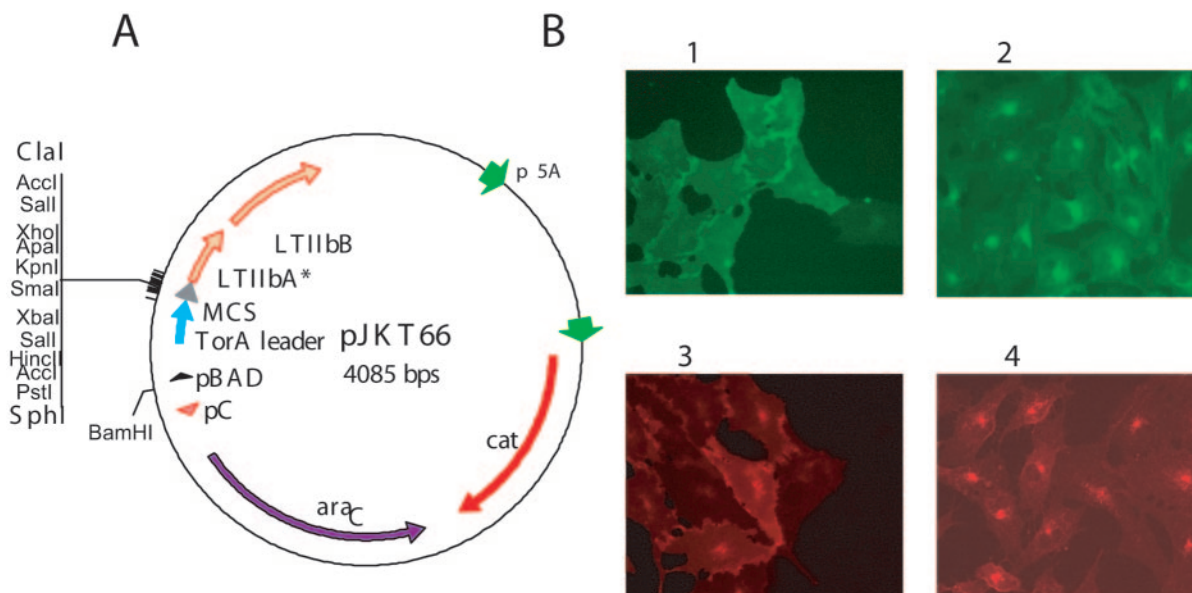 A
B
1
2
ClaI
AccI
SalI
XhoI
ApaI
KpnI
SmaI
XbaI
SalI
HincII
AccI
PstI
SphI
BamHI
p 5A
LTIIbB
LTIIbA*
MCS
TorA leader
pJKT66
4085 bps
pBAD
pC
cat
araC
3
4